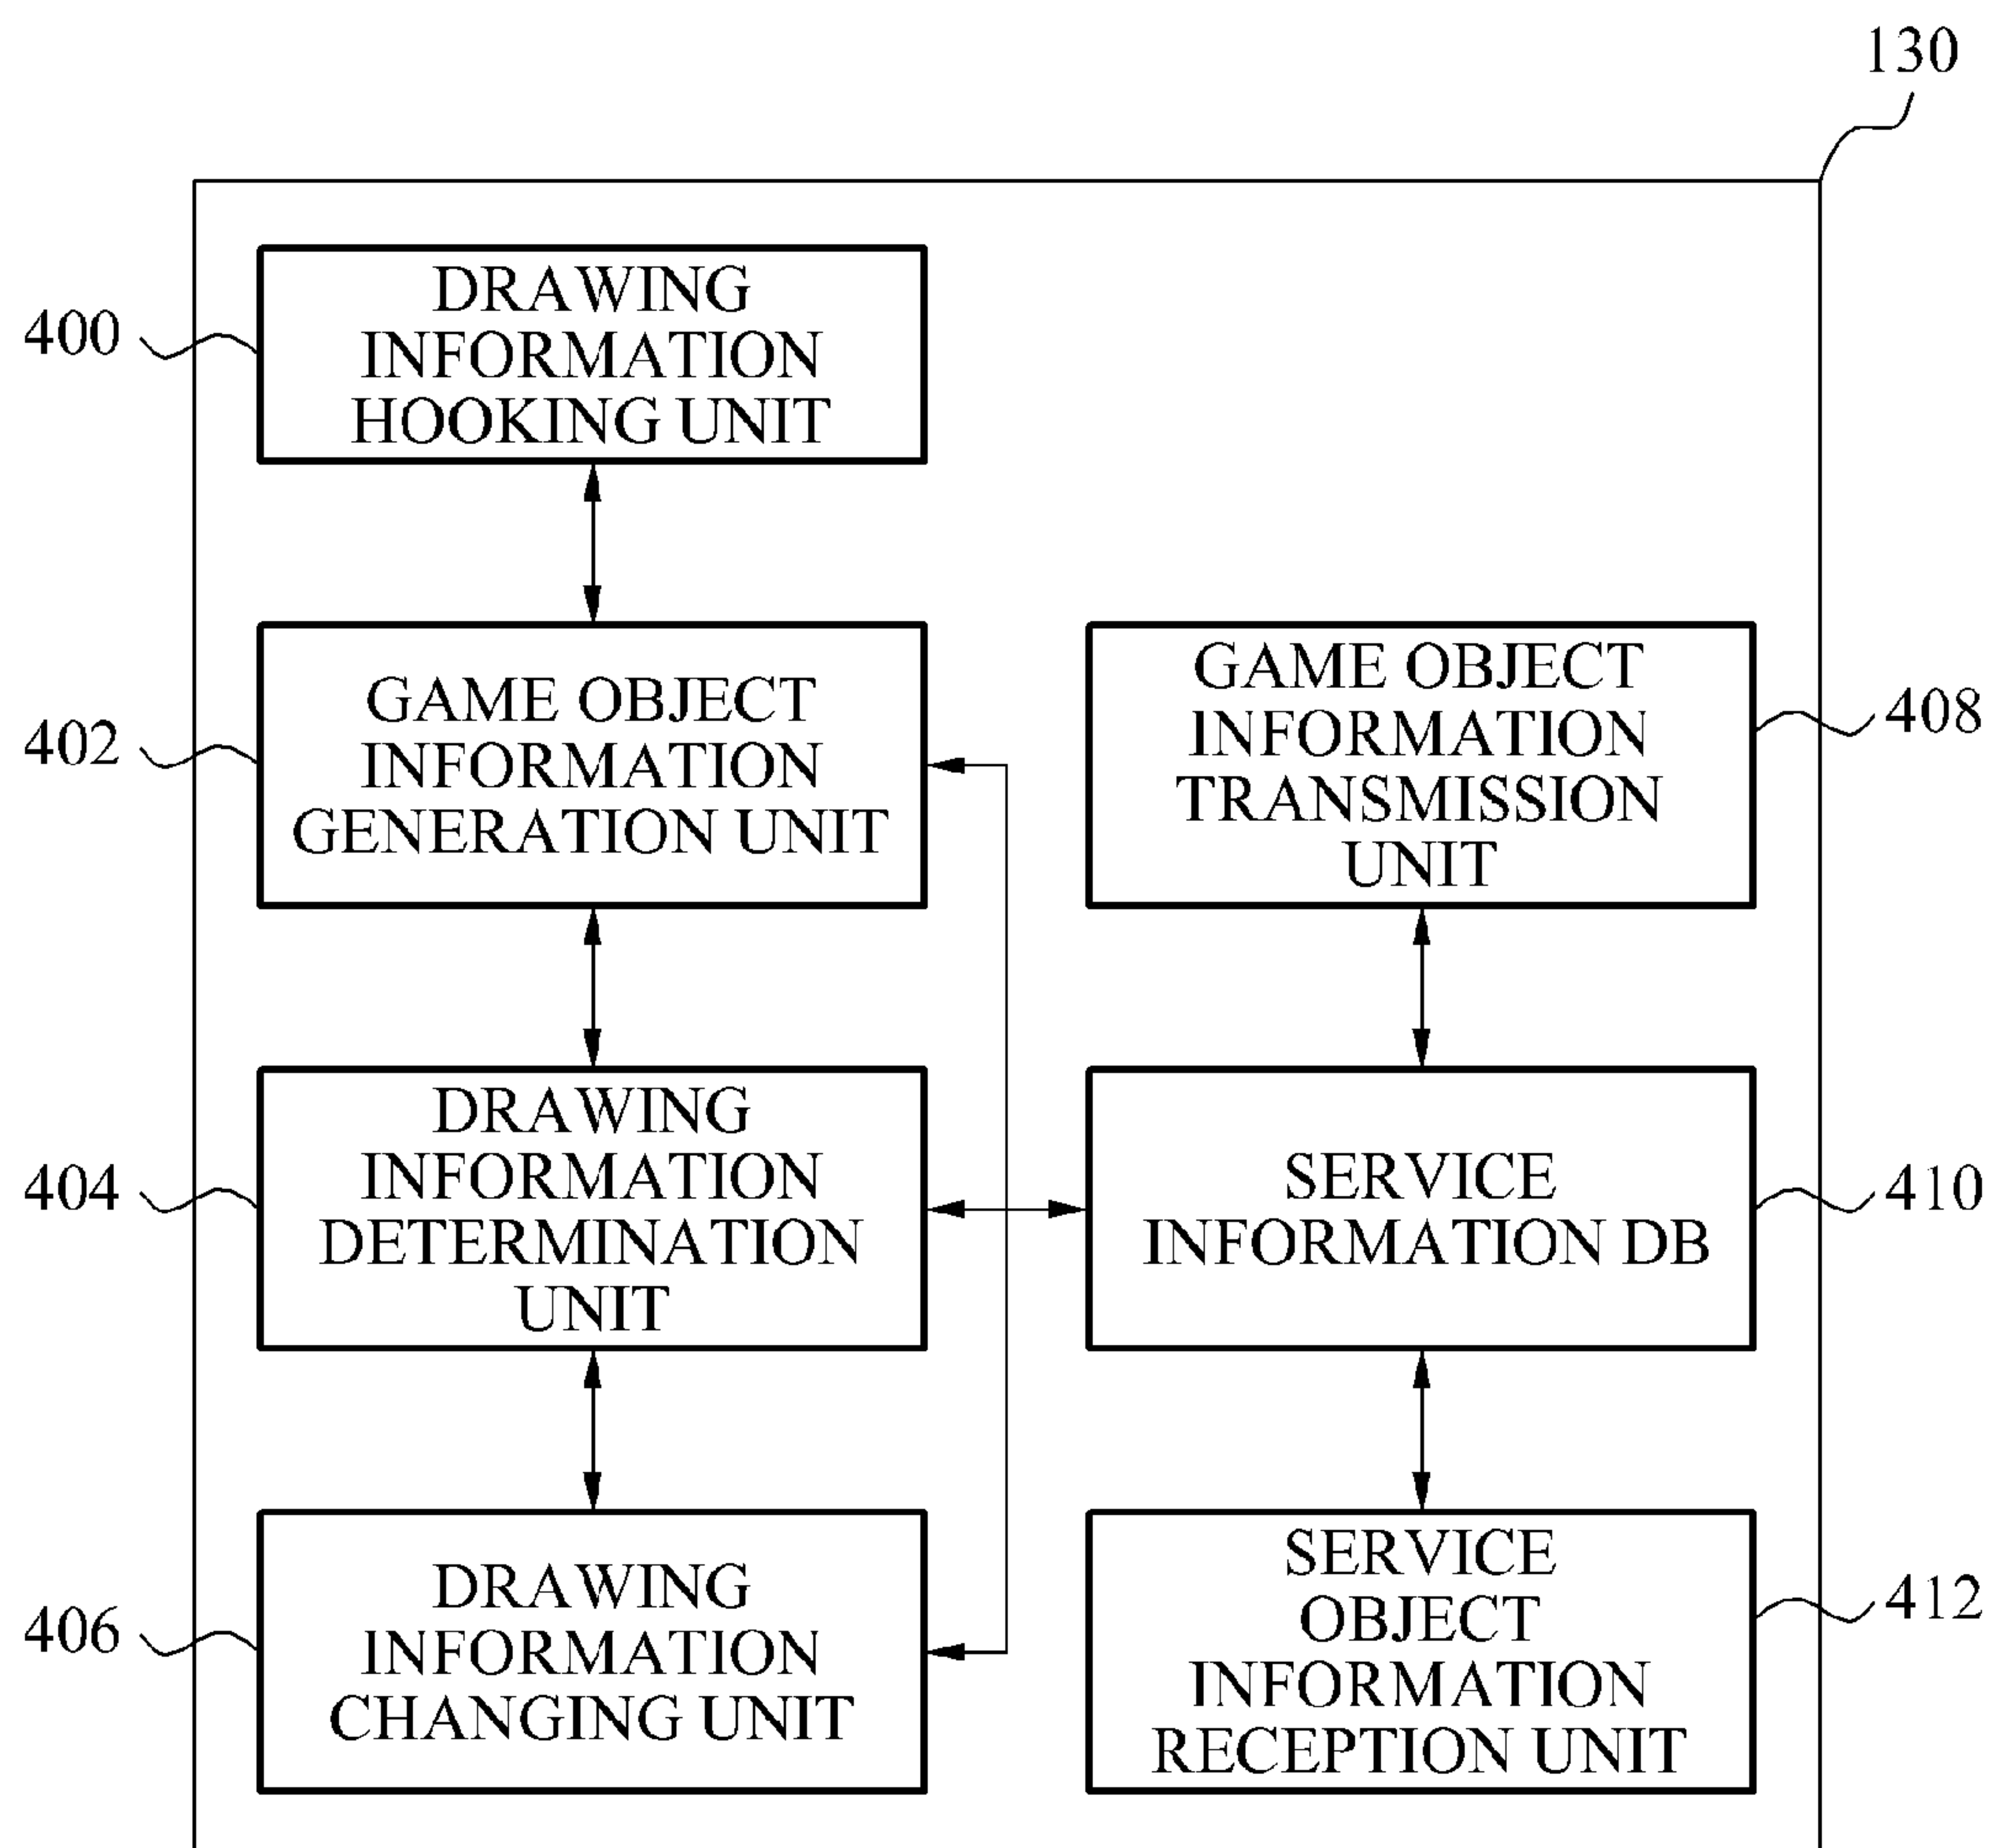 130
400
DRAWING
INFORMATION
HOOKING UNIT
402
GAME OBJECT
INFORMATION
GENERATION UNIT
GAME OBJECT
INFORMATION
TRANSMISSION
UNIT
408
404
DRAWING
INFORMATION
DETERMINATION
UNIT
SERVICE
INFORMATION DB
410
406
DRAWING
INFORMATION
CHANGING UNIT
SERVICE
OBJECT
INFORMATION
RECEPTION UNIT
412